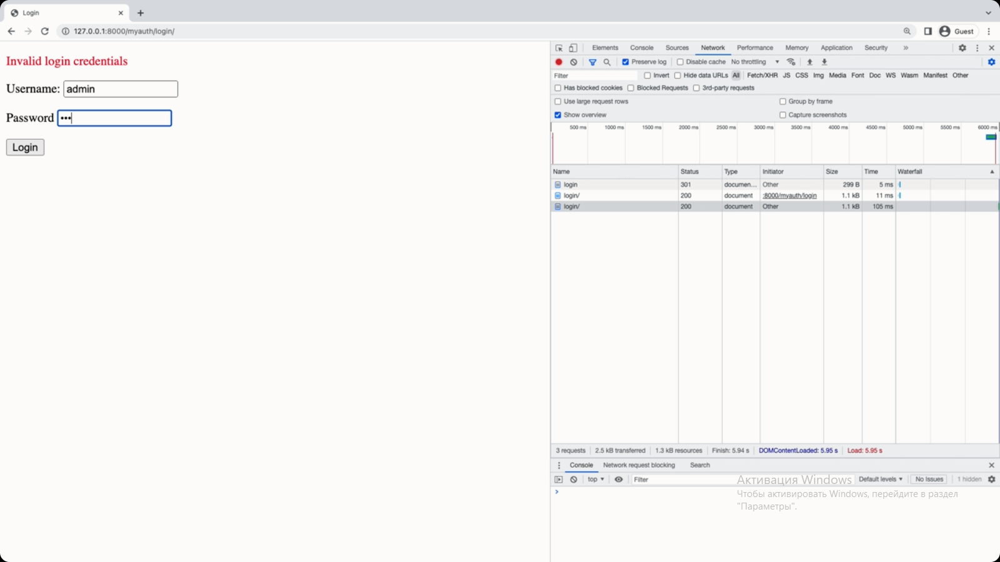 Login
127.0.0.1:8000/myauth/login/
Guest
Invalid login credentials
Username: admin
Password •••
Login
Elements Console Sources Network Performance Memory Application Security »
Preserve log Disable cache No throttling
Filter Invert Hide data URLs All Fetch/XHR JS CSS Img Media Font Doc WS Wasm Manifest Other
Has blocked cookies Blocked Requests 3rd-party requests
Use large request rows Group by frame
Show overview Capture screenshots
500 ms 1000 ms 1500 ms 2000 ms 2500 ms 3000 ms 3500 ms 4000 ms 4500 ms 5000 ms 5500 ms 6000 ms
Name Status Type Initiator Size Time Waterfall
login 301 documen... Other 299 B 5 ms
login/ 200 document :8000/myauth/login 1.1 kB 11 ms
login/ 200 document Other 1.1 kB 105 ms
3 requests 2.5 kB transferred 1.3 kB resources Finish: 5.94 s DOMContentLoaded: 5.95 s Load: 5.95 s
Console Network request blocking Search
top Filter Default levels No Issues 1 hidden
Активация Windows
Чтобы активировать Windows, перейдите в раздел
"Параметры".